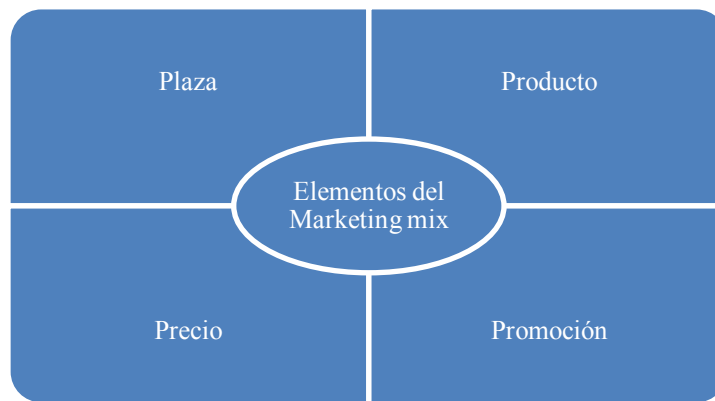 Plaza
Producto
Elementos del
Marketing mix
Precio
Promoción